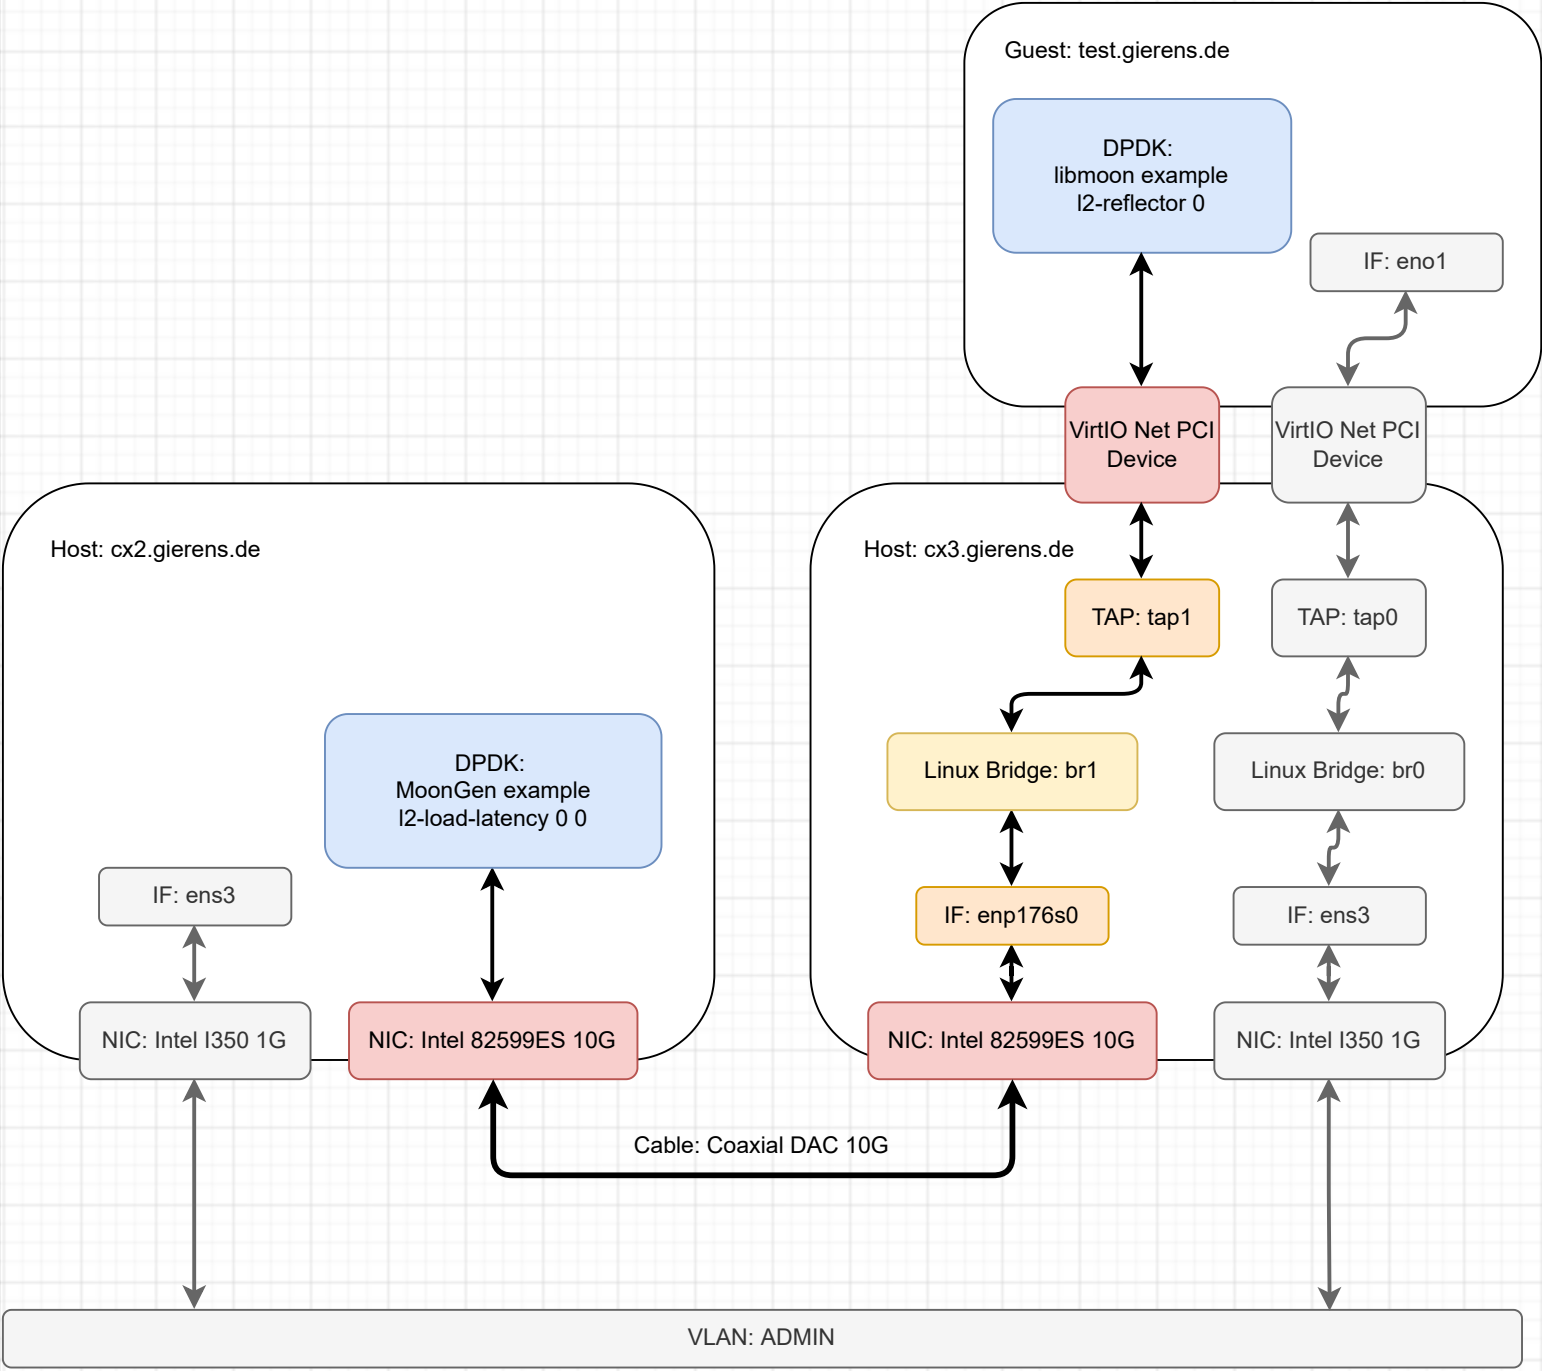 Guest: test.gierens.de
DPDK:
libmoon example
l2-reflector 0
IF: eno1
VirtIO Net PCI
Device
VirtIO Net PCI
Device
Host: cx2.gierens.de
Host: cx3.gierens.de
TAP: tap1
TAP: tap0
DPDK:
MoonGen example
l2-load-latency 0 0
Linux Bridge: br1
Linux Bridge: br0
IF: ens3
IF: enp176s0
IF: ens3
NIC: Intel I350 1G
NIC: Intel 82599ES 10G
NIC: Intel 82599ES 10G
NIC: Intel I350 1G
Cable: Coaxial DAC 10G
VLAN: ADMIN